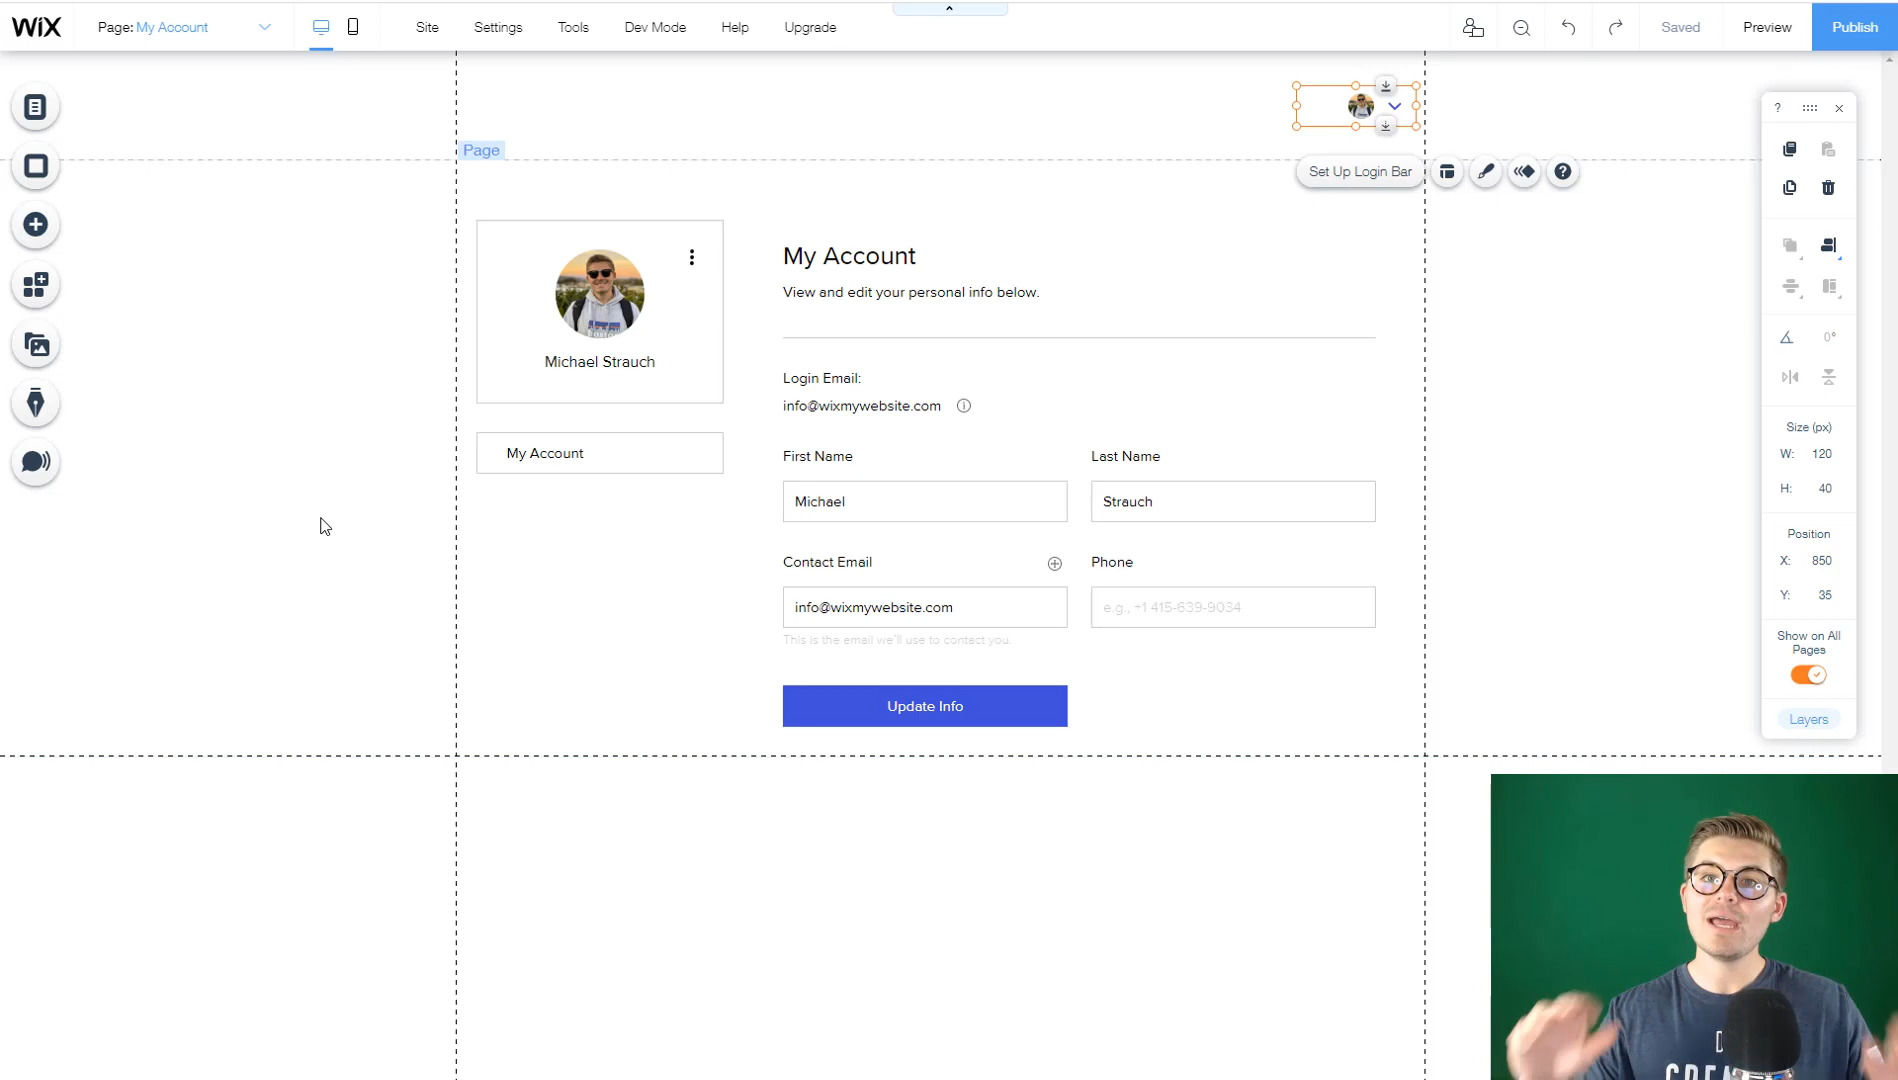 WiX
Page: My Account
Site
Settings
Tools
Dev Mode
Help
Upgrade
Saved
Preview
Publish
Page
Set Up Login Bar
?
?
Michael Strauch
My Account
My Account
View and edit your personal info below.
Login Email:
info@wixmywebsite.com
First Name
Last Name
Michael
Strauch
Contact Email
Phone
info@wixmywebsite.com
e.g., +1 415-639-9034
This is the email we'll use to contact you.
Update Info
0°
Size (px)
W: 120
H: 40
Position
X: 850
Y: 35
Show on All
Pages
Layers